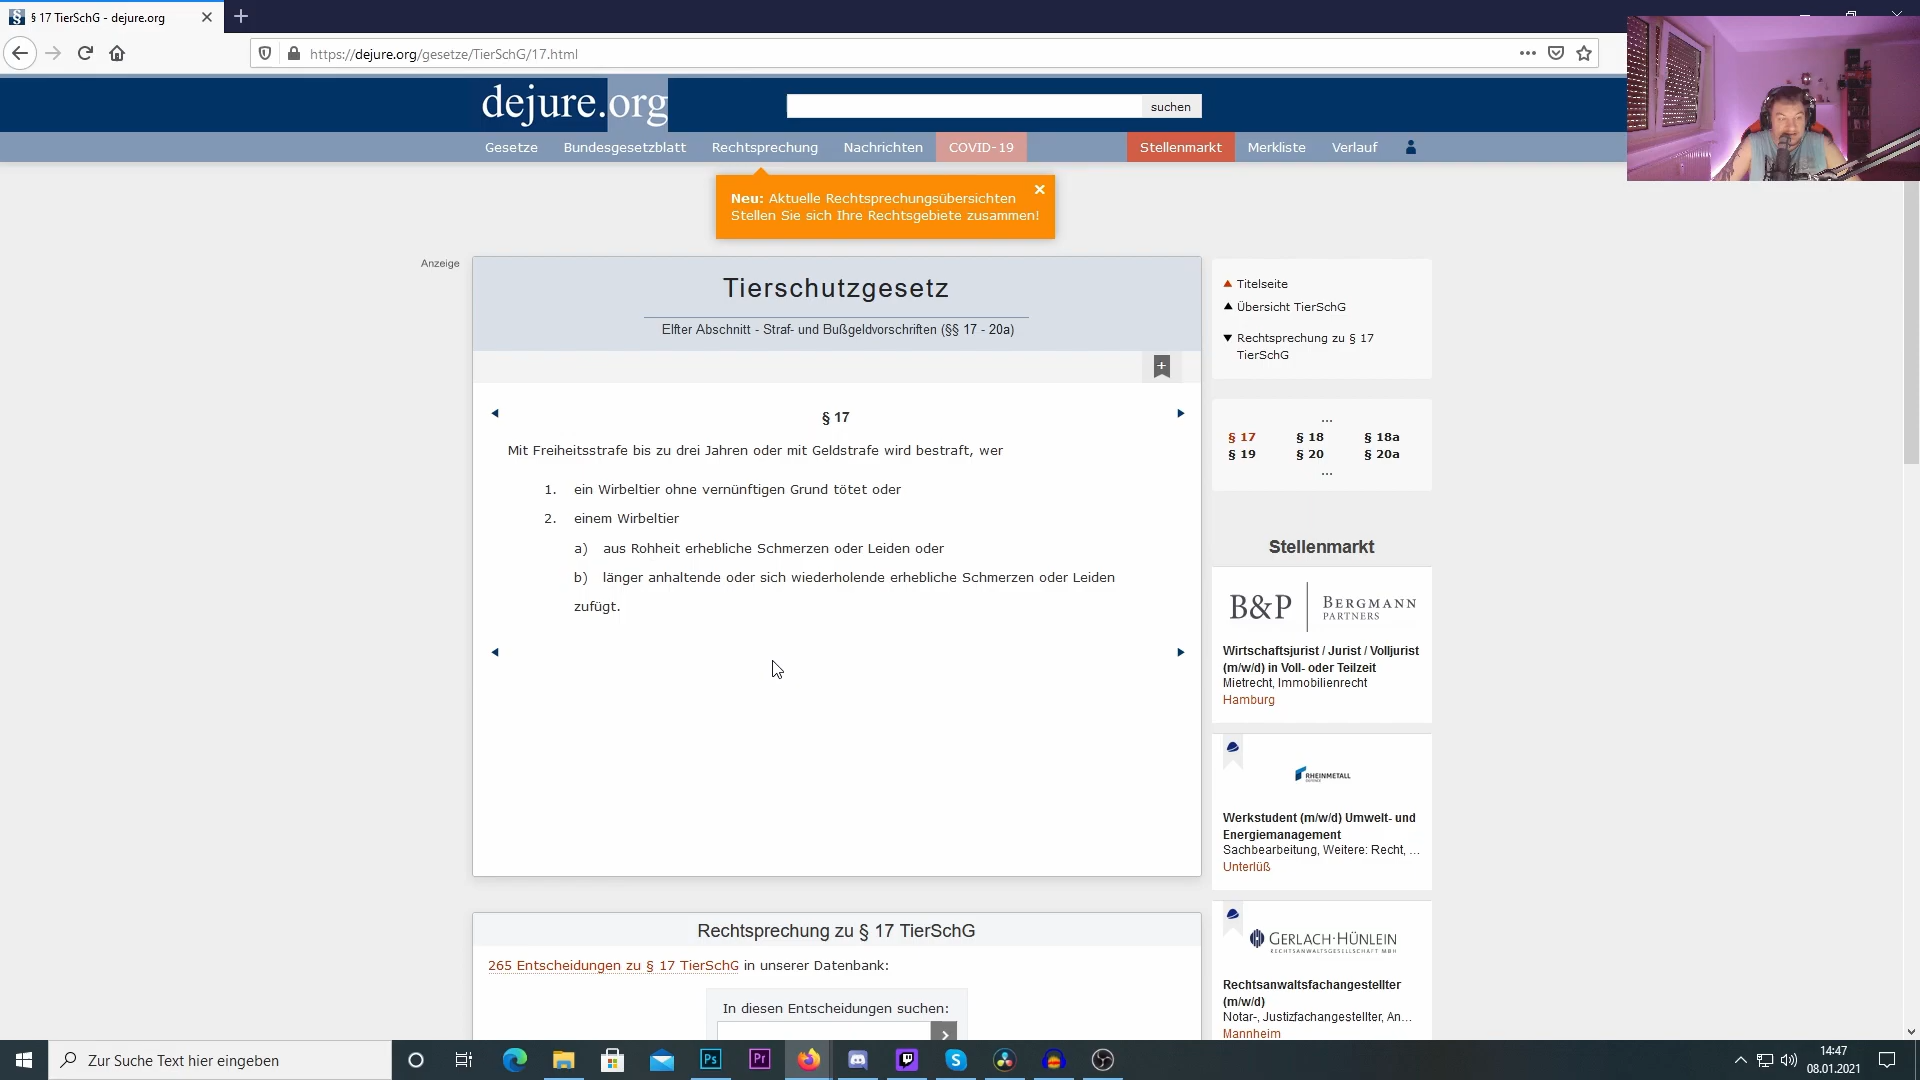 § 17 TierSchG - dejure.org
https://dejure.org/gesetze/TierSchG/17.html
dejure.org
suchen
Gesetze Bundesgesetzblatt Rechtsprechung Nachrichten COVID-19 Stellenmarkt Merkliste Verlauf
Neu: Aktuelle Rechtsprechungsübersichten
Stellen Sie sich Ihre Rechtsgebiete zusammen!
Anzeige
Tierschutzgesetz
Elfter Abschnitt - Straf- und Bußgeldvorschriften (§§ 17 - 20a)
§ 17
Mit Freiheitsstrafe bis zu drei Jahren oder mit Geldstrafe wird bestraft, wer
1. ein Wirbeltier ohne vernünftigen Grund tötet oder
2. einem Wirbeltier
a) aus Rohheit erhebliche Schmerzen oder Leiden oder
b) länger anhaltende oder sich wiederholende erhebliche Schmerzen oder Leiden
zufügt.
Rechtsprechung zu § 17 TierSchG
265 Entscheidungen zu § 17 TierSchG in unserer Datenbank:
In diesen Entscheidungen suchen:
Titelseite
Übersicht TierSchG
Rechtsprechung zu § 17
TierSchG
...
§ 17 § 18 § 18a
§ 19 § 20 § 20a
...
Stellenmarkt
B&P BERGMANN
PARTNERS
Wirtschaftsjurist / Jurist / Volljurist
(m/w/d) in Voll- oder Teilzeit
Mietrecht, Immobilienrecht
Hamburg
RHEINMETALL
Werkstudent (m/w/d) Umwelt- und
Energiemanagement
Sachbearbeitung, Weitere: Recht, ...
Unterlüß
GERLACH·HÜNLEIN
RECHTSANWALTSGESELLSCHAFT MBH
Rechtsanwaltsfachangestellter
(m/w/d)
Notar-, Justizfachangestellter, An...
Mannheim
Zur Suche Text hier eingeben
Ps
Pr
14:47
08.01.2021